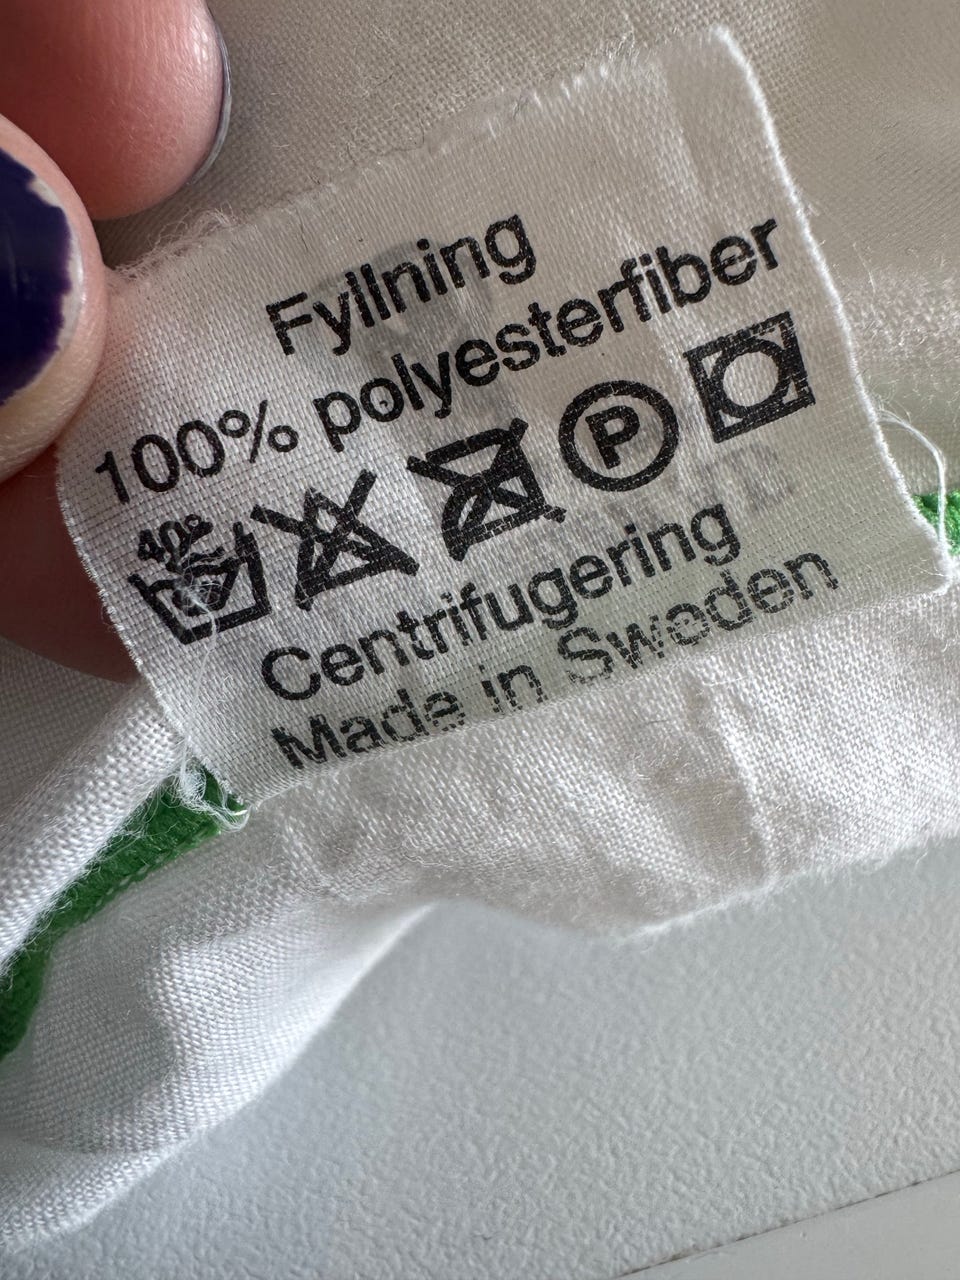 Fyllning
100% polyesterfiber
40°
P
Centrifugering
Made in Sweden